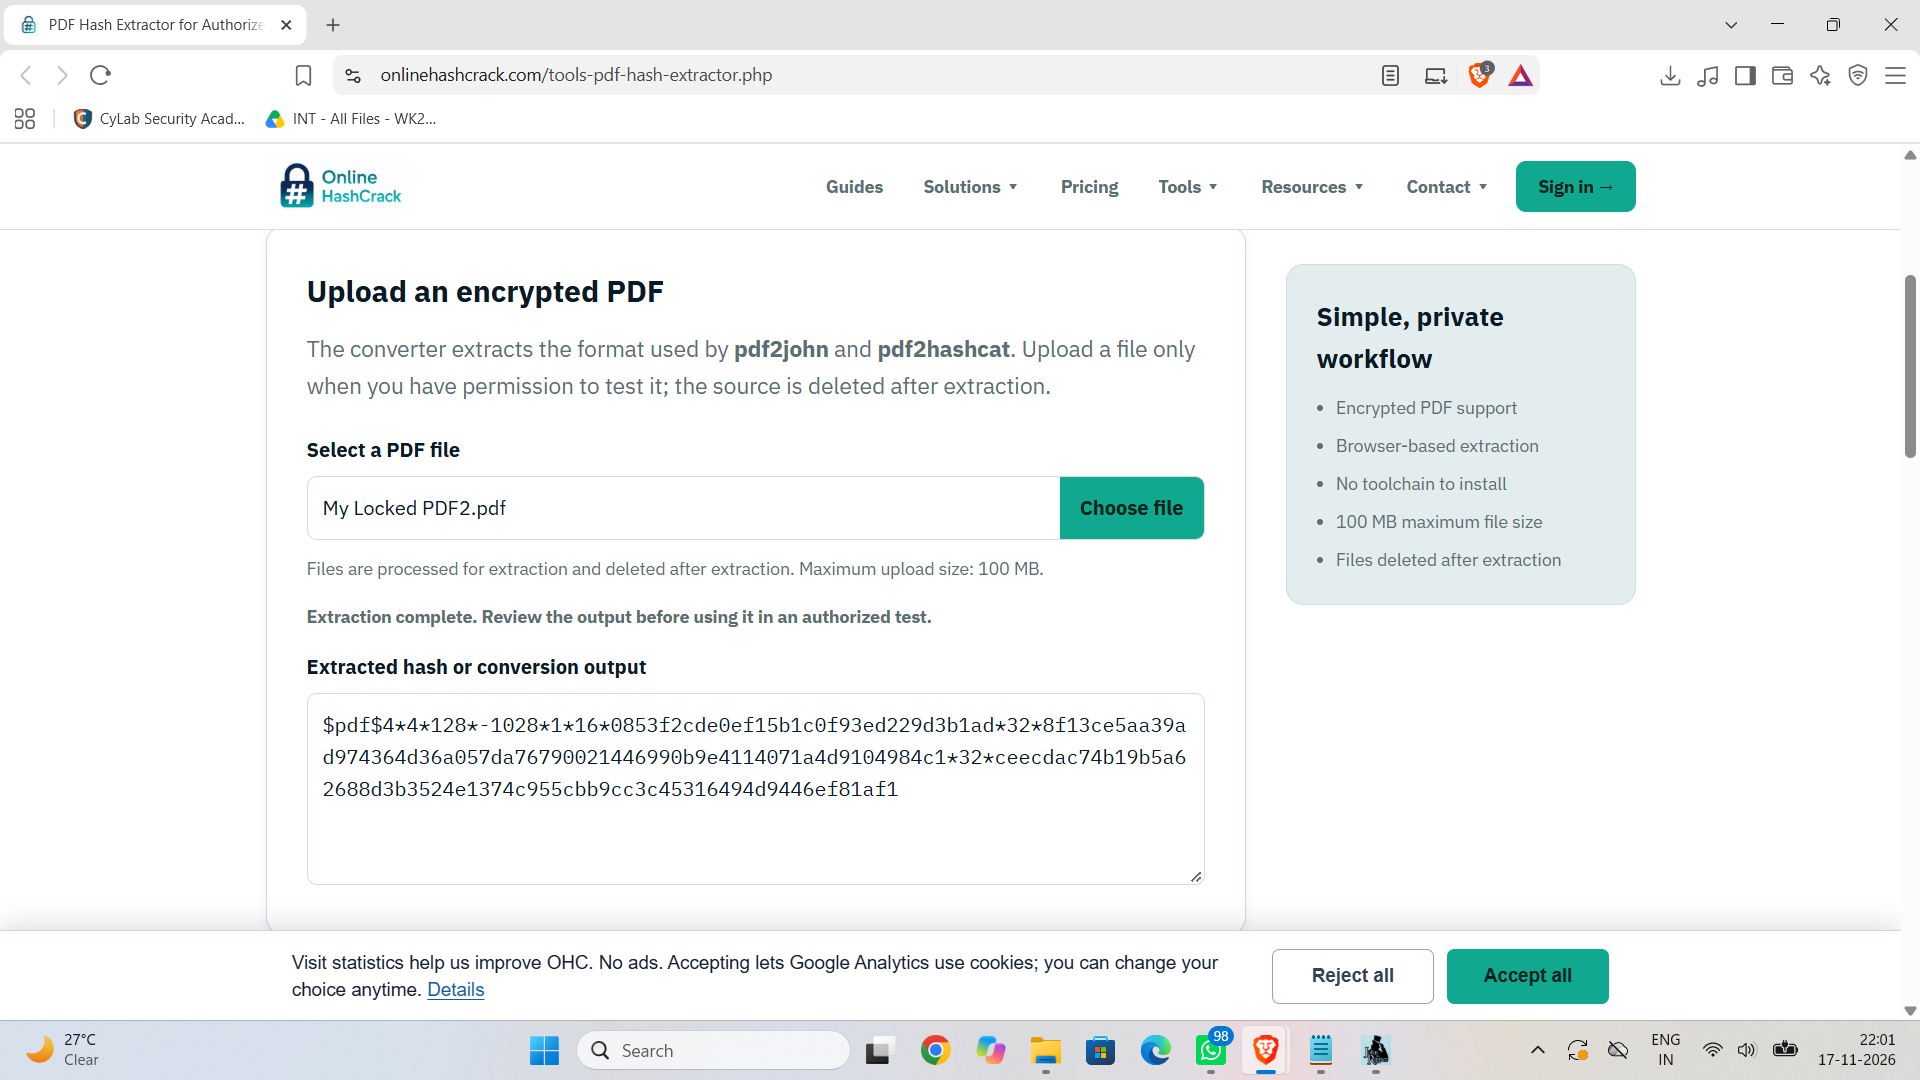 PDF Hash Extractor for Authorize
onlinehashcrack.com/tools-pdf-hash-extractor.php
3
CyLab Security Acad...
INT - All Files - WK2...
Online
HashCrack
Guides
Solutions
Pricing
Tools
Resources
Contact
Sign in →
Upload an encrypted PDF
The converter extracts the format used by pdf2john and pdf2hashcat. Upload a file only
when you have permission to test it; the source is deleted after extraction.
Select a PDF file
My Locked PDF2.pdf
Choose file
Files are processed for extraction and deleted after extraction. Maximum upload size: 100 MB.
Extraction complete. Review the output before using it in an authorized test.
Extracted hash or conversion output
$pdf$4*4*128*-1028*1*16*0853f2cde0ef15b1c0f93ed229d3b1ad*32*8f13ce5aa39a
d974364d36a057da76790021446990b9e4114071a4d9104984c1*32*ceecdac74b19b5a6
2688d3b3524e1374c955cbb9cc3c45316494d9446ef81af1
Simple, private
workflow
• Encrypted PDF support
• Browser-based extraction
• No toolchain to install
• 100 MB maximum file size
• Files deleted after extraction
Visit statistics help us improve OHC. No ads. Accepting lets Google Analytics use cookies; you can change your
choice anytime. Details
Reject all
Accept all
27°C
Clear
Search
98
ENG
IN
22:01
17-11-2026